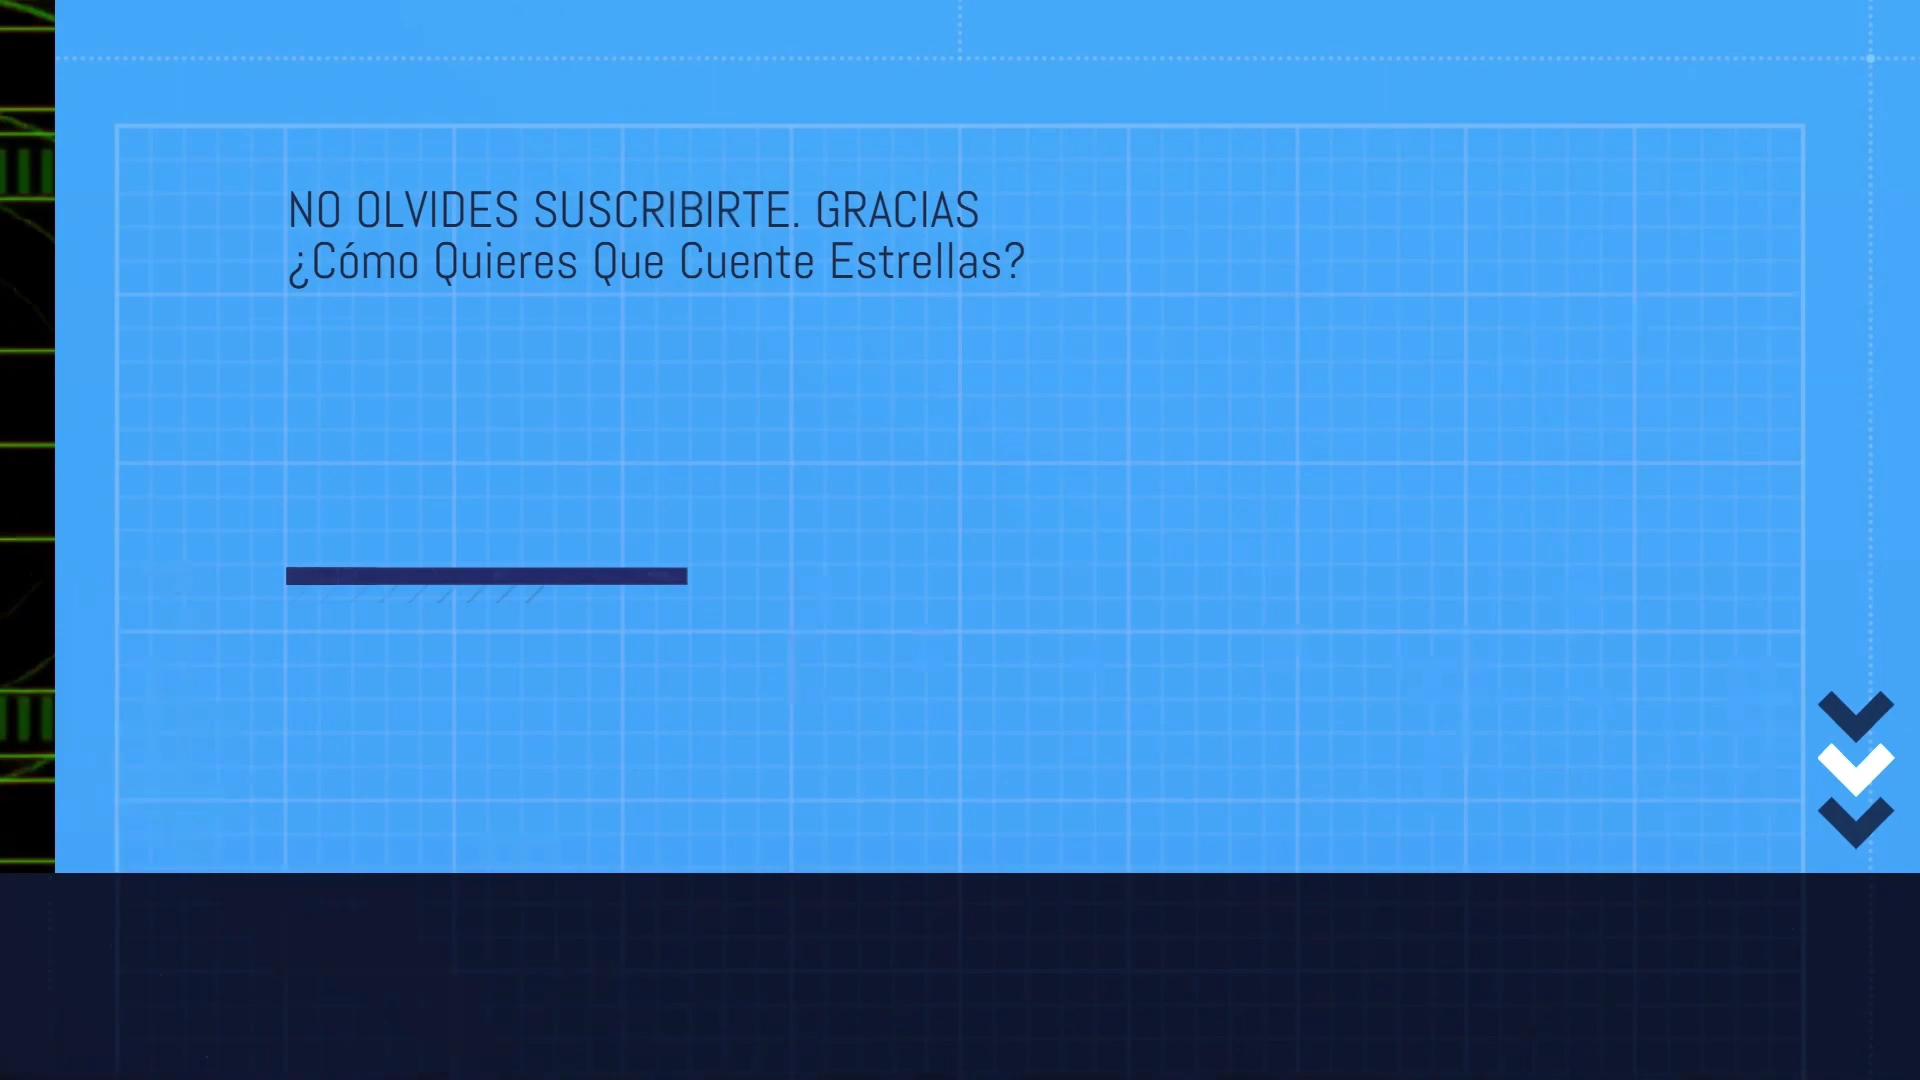 NO OLVIDES SUSCRIBIRTE. GRACIAS
¿Cómo Quieres Que Cuente Estrellas?